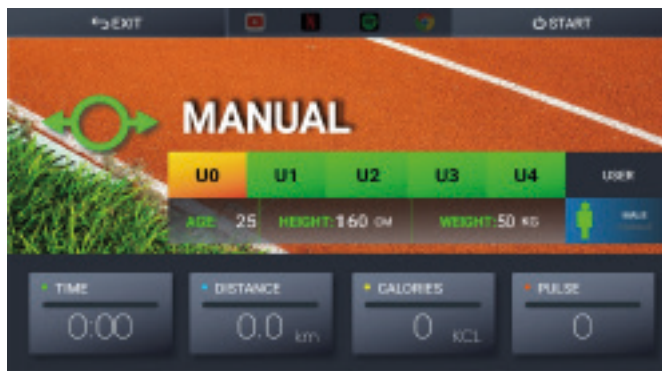 EXIT
START
MANUAL
U0 U1 U2 U3 U4 USER
AGE: 25 HEIGHT:160 CM WEIGHT:50 KG MALE
TIME DISTANCE CALORIES PULSE
0:00 0.0 km 0 KCL 0